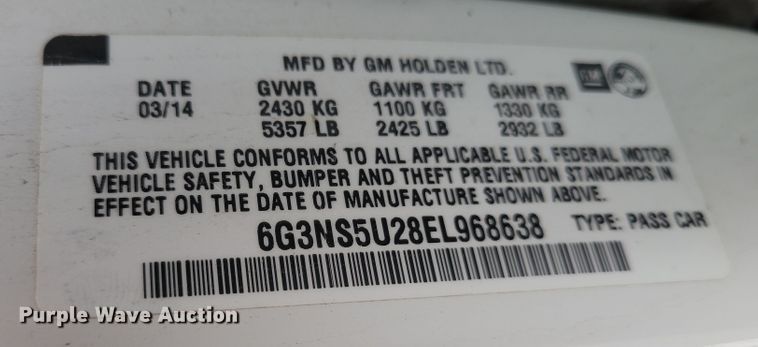 MFD BY GM HOLDEN LTD.
GM
DATE GVWR GAWR FRT GAWR RR
03/14 2430 KG 1100 KG 1330 KG
5357 LB 2425 LB 2932 LB
THIS VEHICLE CONFORMS TO ALL APPLICABLE U.S. FEDERAL MOTOR
VEHICLE SAFETY, BUMPER AND THEFT PREVENTION STANDARDS IN
EFFECT ON THE DATE OF MANUFACTURE SHOWN ABOVE.
6G3NS5U28EL968638 TYPE: PASS CAR
Purple Wave Auction